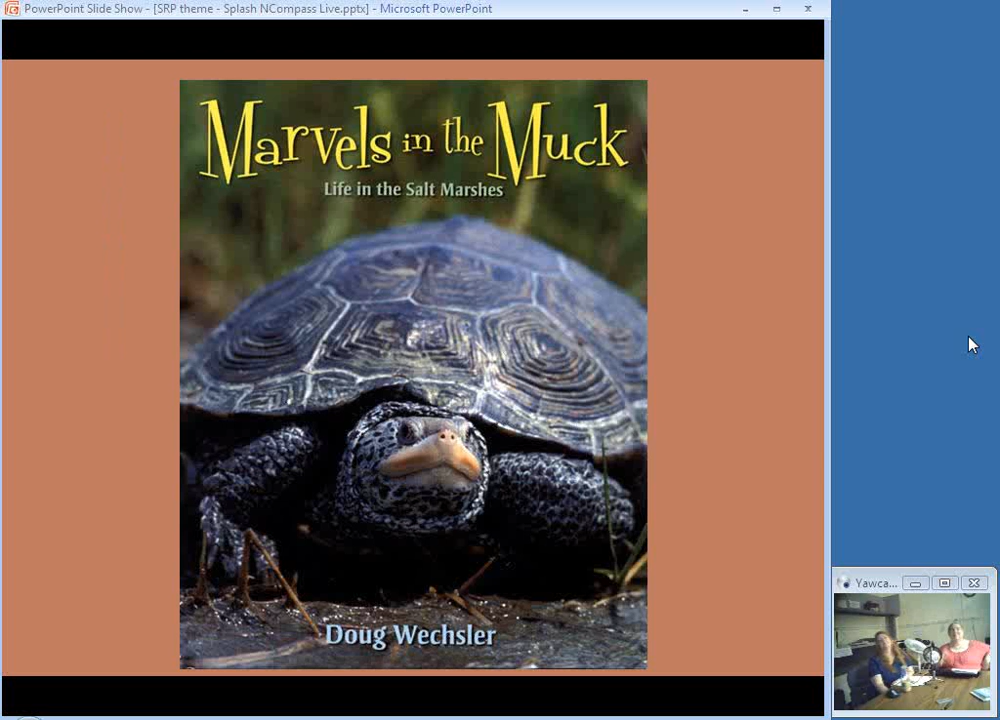 PowerPoint Slide Show - [SRP theme - Splash NCompass Live.pptx] - Microsoft PowerPoint
Marvels in the Muck
Life in the Salt Marshes
Doug Wechsler
Yawca...